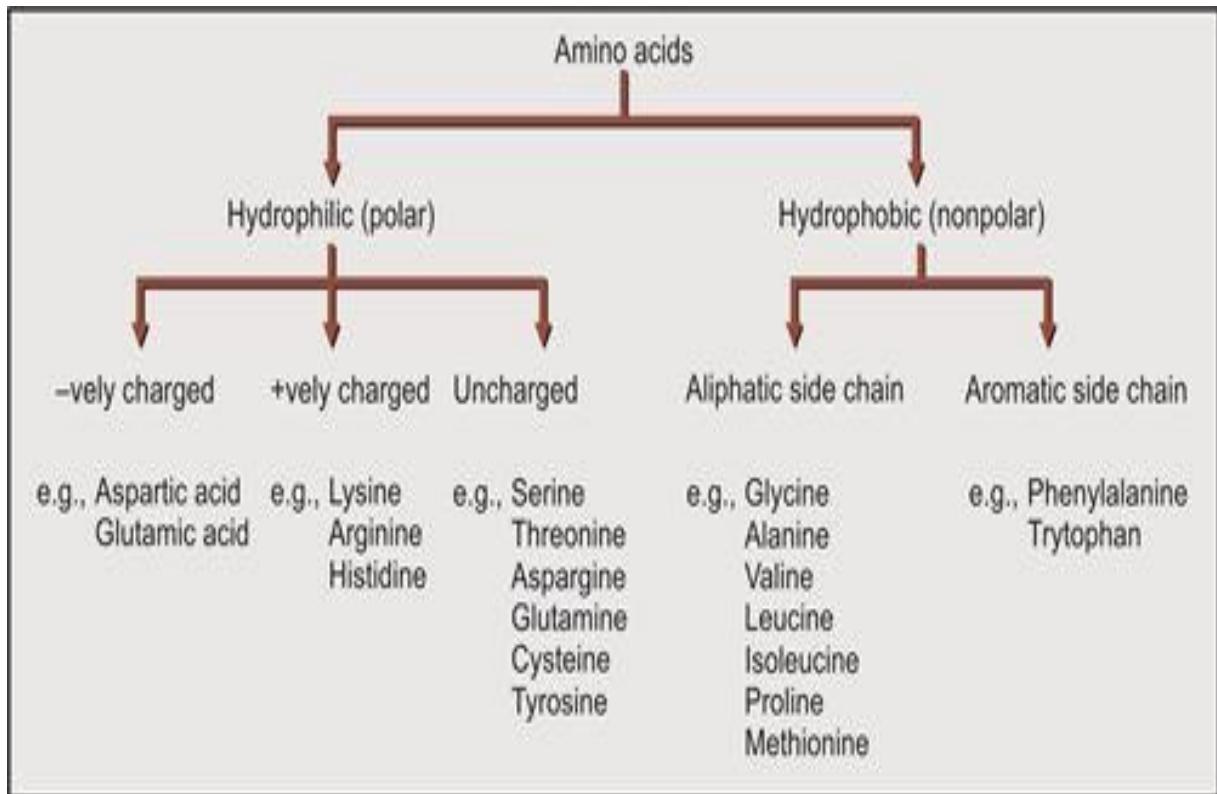 Amino acids
Hydrophilic (polar)
Hydrophobic (nonpolar)
–vely charged
+vely charged
Uncharged
Aliphatic side chain
Aromatic side chain
e.g., Aspartic acid
Glutamic acid
e.g., Lysine
Arginine
Histidine
e.g., Serine
Threonine
Aspargine
Glutamine
Cysteine
Tyrosine
e.g., Glycine
Alanine
Valine
Leucine
Isoleucine
Proline
Methionine
e.g., Phenylalanine
Trytophan